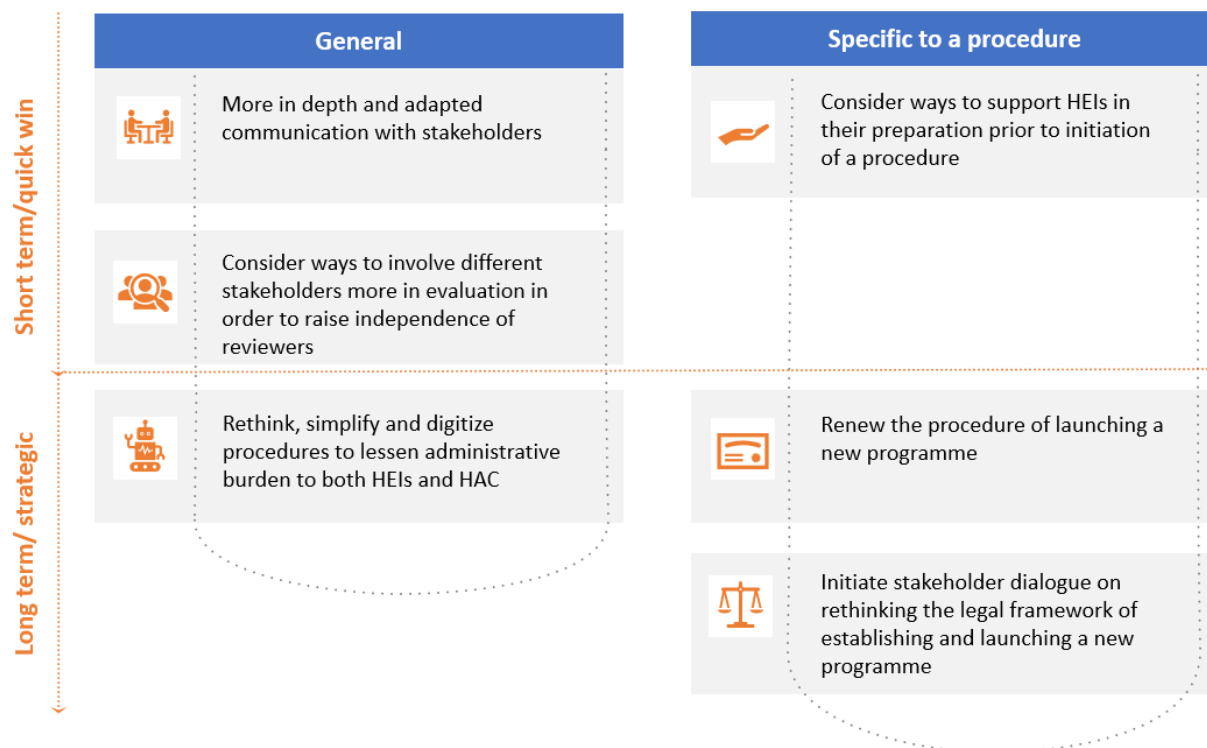 General
Specific to a procedure
Short term/quick win
More in depth and adapted
communication with stakeholders
Consider ways to support HEIs in
their preparation prior to initiation
of a procedure
Consider ways to involve different
stakeholders more in evaluation in
order to raise independence of
reviewers
Long term/ strategic
Rethink, simplify and digitize
procedures to lessen administrative
burden to both HEIs and HAC
Renew the procedure of launching a
new programme
Initiate stakeholder dialogue on
rethinking the legal framework of
establishing and launching a new
programme